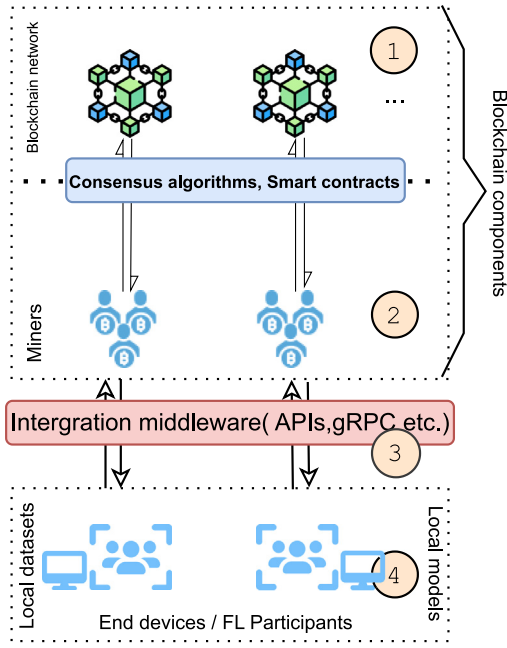 Blockchain network
1
...
Blockchain components
Consensus algorithms, Smart contracts
Miners
2
Intergration middleware( APIs,gRPC etc.)
3
Local datasets
Local models
4
End devices / FL Participants